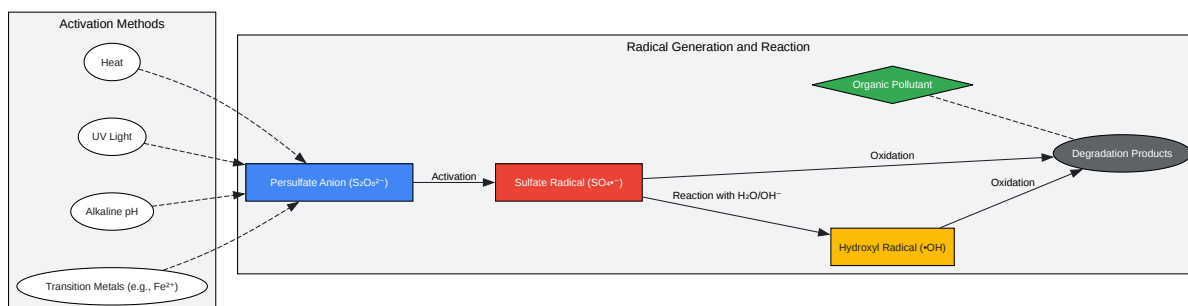 Activation Methods
Heat
UV Light
Alkaline pH
Transition Metals (e.g., Fe²⁺)
Radical Generation and Reaction
Organic Pollutant
Persulfate Anion (S₂O₈²⁻)
Activation
Sulfate Radical (SO₄•⁻)
Oxidation
Degradation Products
Reaction with H₂O/OH⁻
Oxidation
Hydroxyl Radical (•OH)